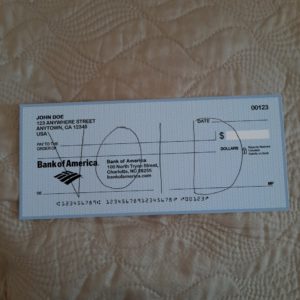 JOHN DOE
123 ANYWHERE STREET
ANYTOWN, CA 12345
USA
00123
DATE
PAY TO THE
ORDER OF
$
DOLLARS
Bank of America
Bank of America
100 North Tryon Street
Charlotte, NC 28255
bankofamerica.com
VOID